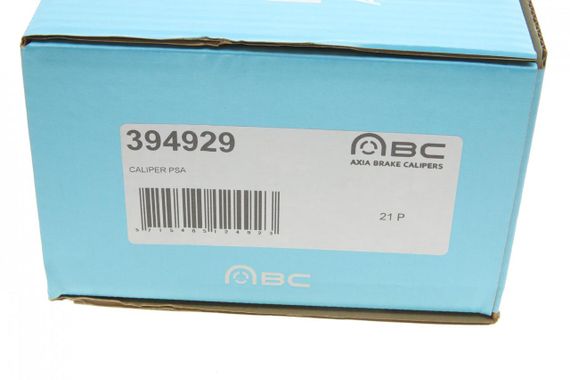 394929
ABC
AXIA BRAKE CALIPERS
CALIPER PSA
21 P
ABC